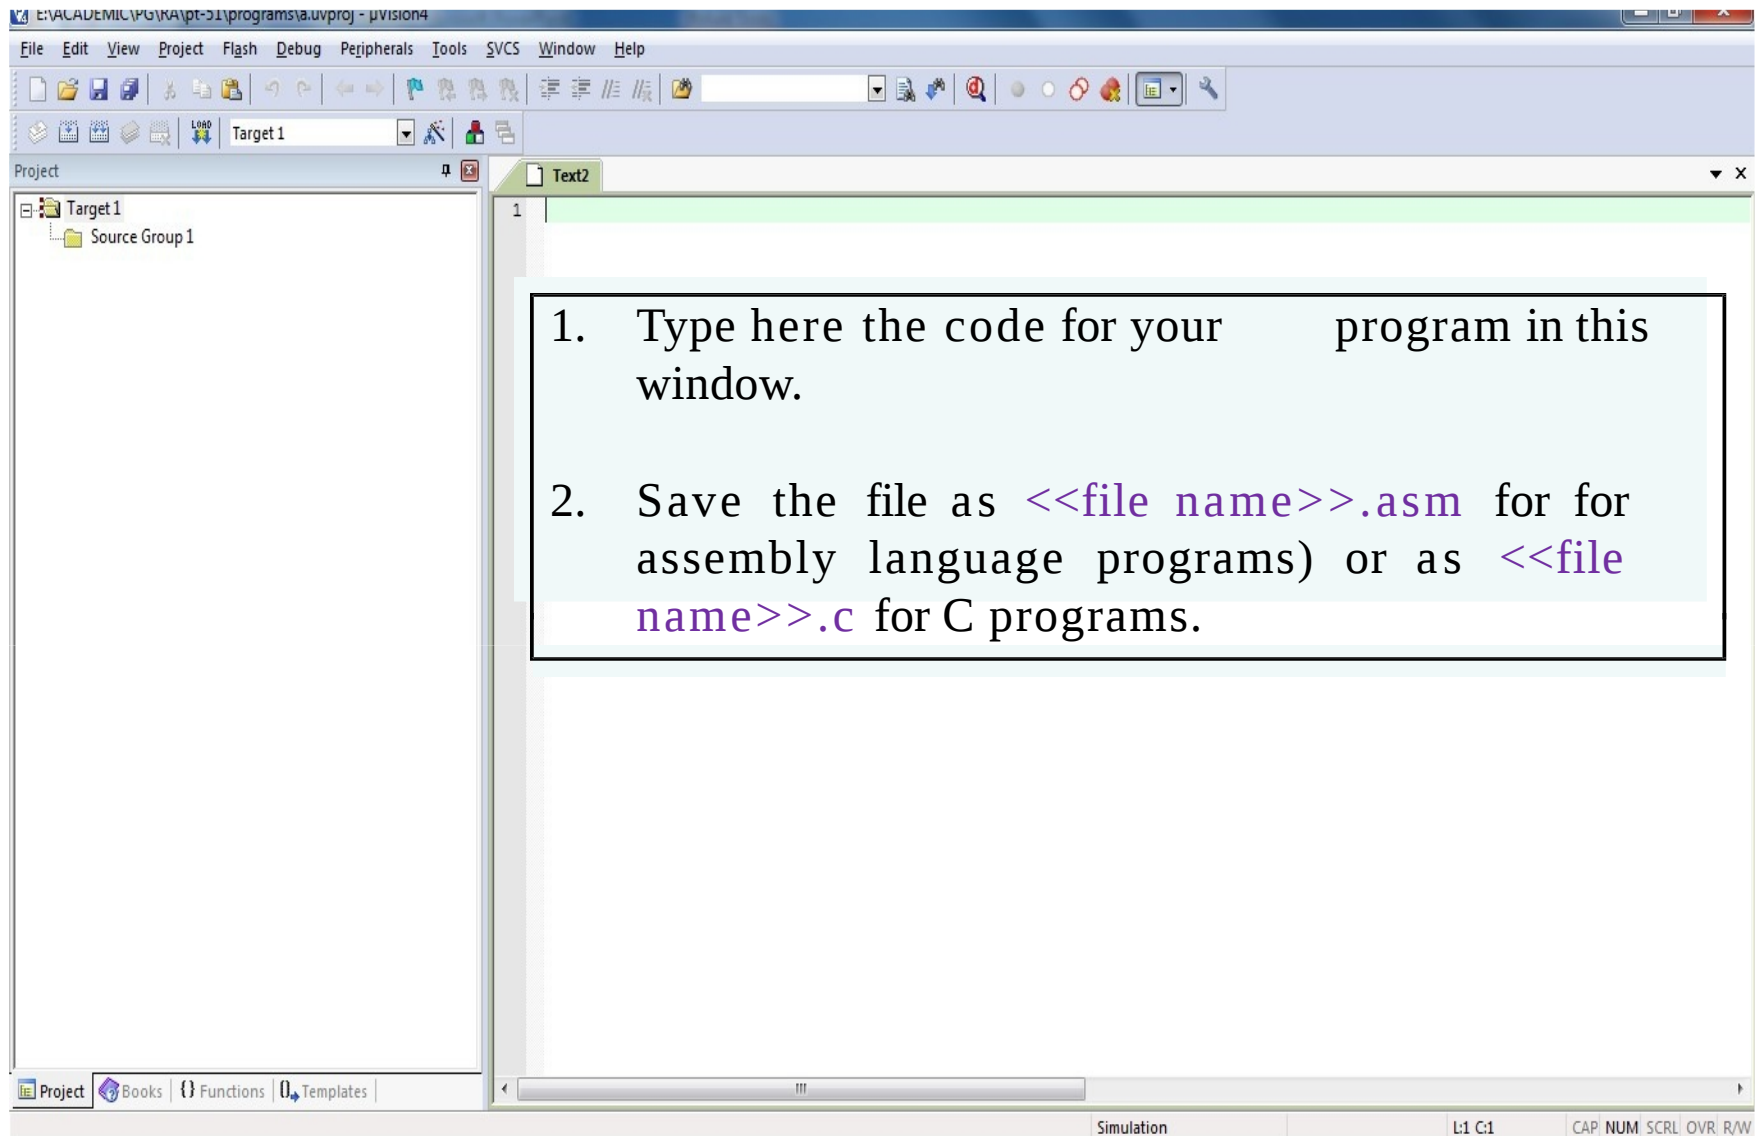 E:\ACADEMIC\PG\RA\pt-51\programs\a.uvproj - µVision4
File Edit View Project Flash Debug Peripherals Tools SVCS Window Help
LOAD Target 1
Project
Text2
Target 1
1
Source Group 1
1. Type here the code for your program in this
window.
2. Save the file as <<file name>>.asm for for
assembly language programs) or as <<file
name>>.c for C programs.
Project Books {} Functions Templates
Simulation L:1 C:1 CAP NUM SCRL OVR R/W